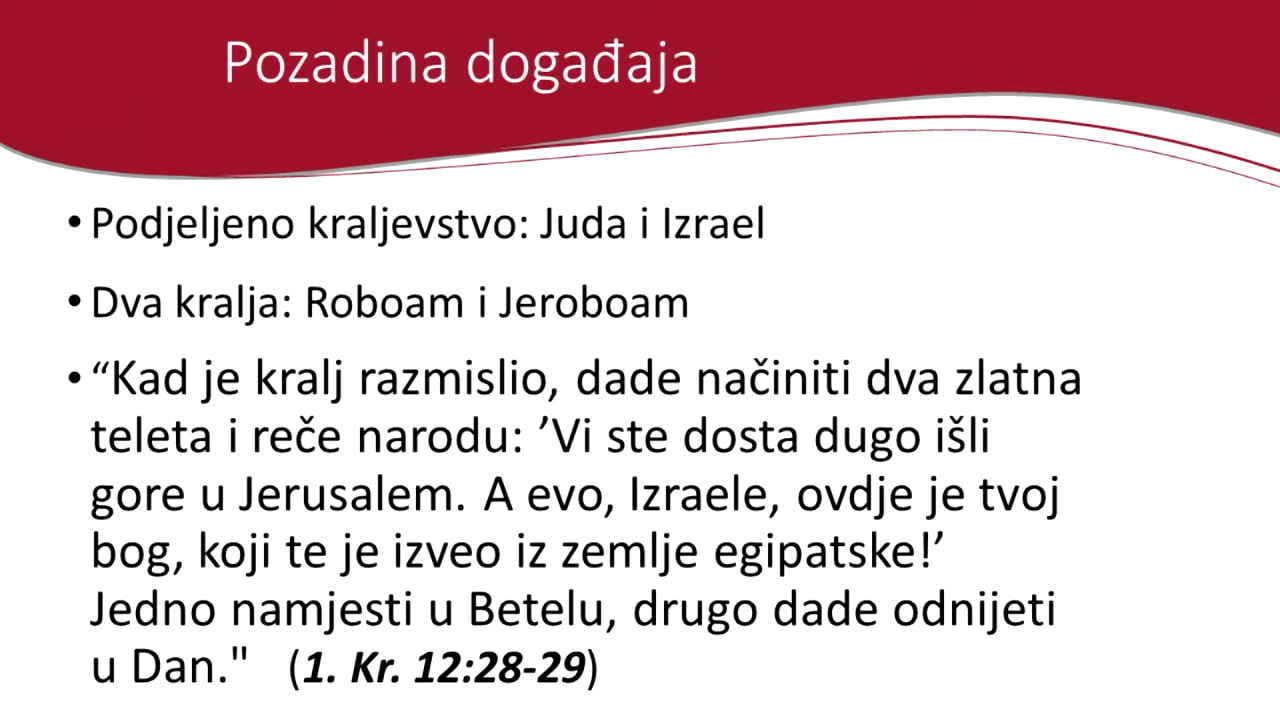 Pozadina događaja
• Podjeljeno kraljevstvo: Juda i Izrael
• Dva kralja: Roboam i Jeroboam
• “Kad je kralj razmislio, dade načiniti dva zlatna
teleta i reče narodu: ’Vi ste dosta dugo išli
gore u Jerusalem. A evo, Izraele, ovdje je tvoj
bog, koji te je izveo iz zemlje egipatske!’
Jedno namjesti u Betelu, drugo dade odnijeti
u Dan." (1. Kr. 12:28-29)